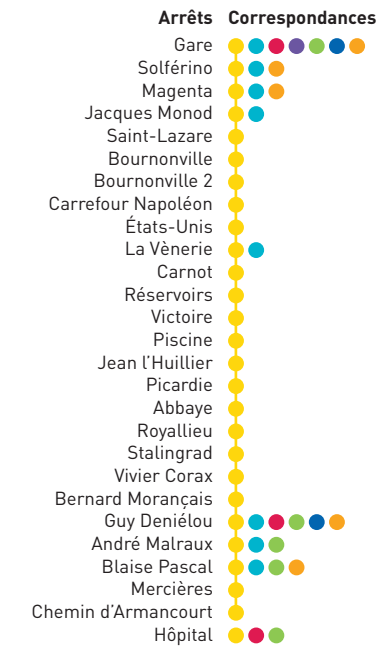 Arrêts Correspondances
Gare
Solférino
Magenta
Jacques Monod
Saint-Lazare
Bournonville
Bournonville 2
Carrefour Napoléon
États-Unis
La Vènerie
Carnot
Réservoirs
Victoire
Piscine
Jean l'Huillier
Picardie
Abbaye
Royallieu
Stalingrad
Vivier Corax
Bernard Morançais
Guy Deniélou
André Malraux
Blaise Pascal
Mercières
Chemin d'Armancourt
Hôpital